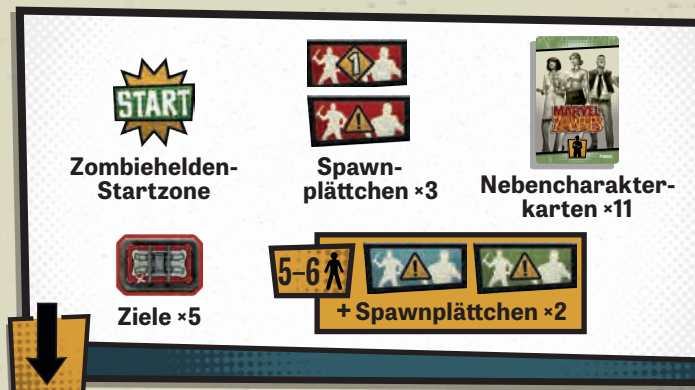 START
Zombiehelden-
Startzone
1
!
Spawn-
plättchen ×3
MARVEL
ZOMBIES
Nebencharakter-
karten ×11
Ziele ×5
5–6
!
!
+ Spawnplättchen ×2